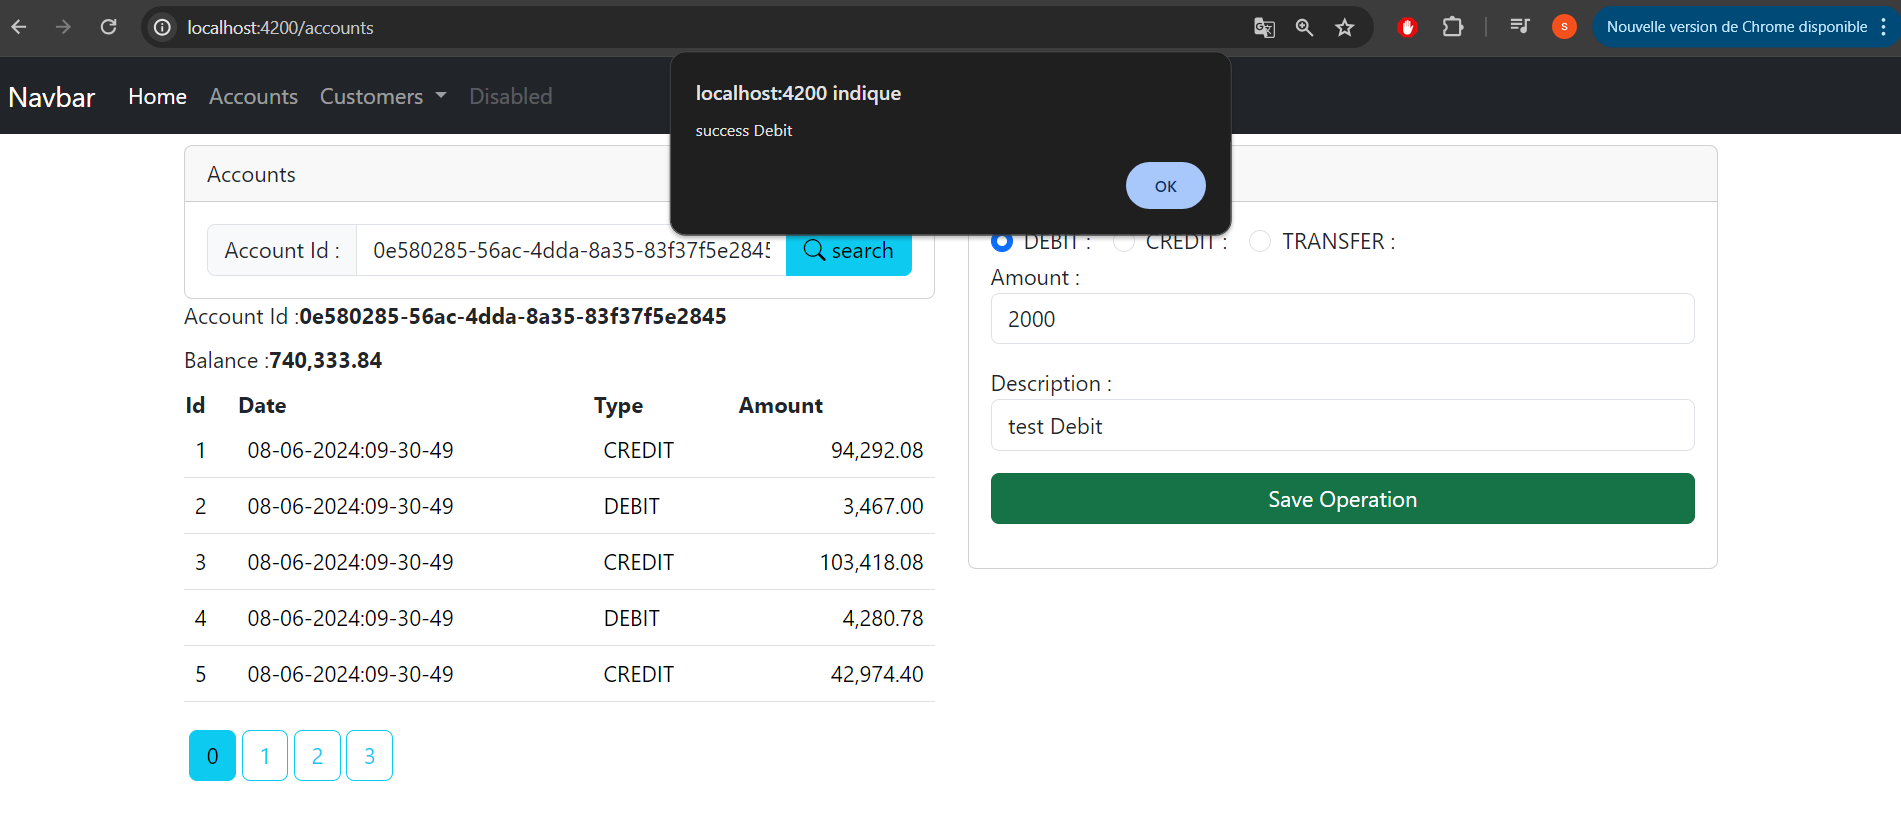 localhost:4200/accounts
Nouvelle version de Chrome disponible
S
Navbar Home Accounts Customers Disabled
localhost:4200 indique
success Debit
OK
Accounts
Account Id : 0e580285-56ac-4dda-8a35-83f37f5e2845 search
Account Id :0e580285-56ac-4dda-8a35-83f37f5e2845
Balance :740,333.84
Id Date Type Amount
1 08-06-2024:09-30-49 CREDIT 94,292.08
2 08-06-2024:09-30-49 DEBIT 3,467.00
3 08-06-2024:09-30-49 CREDIT 103,418.08
4 08-06-2024:09-30-49 DEBIT 4,280.78
5 08-06-2024:09-30-49 CREDIT 42,974.40
0 1 2 3
DEBIT : CREDIT : TRANSFER :
Amount :
2000
Description :
test Debit
Save Operation